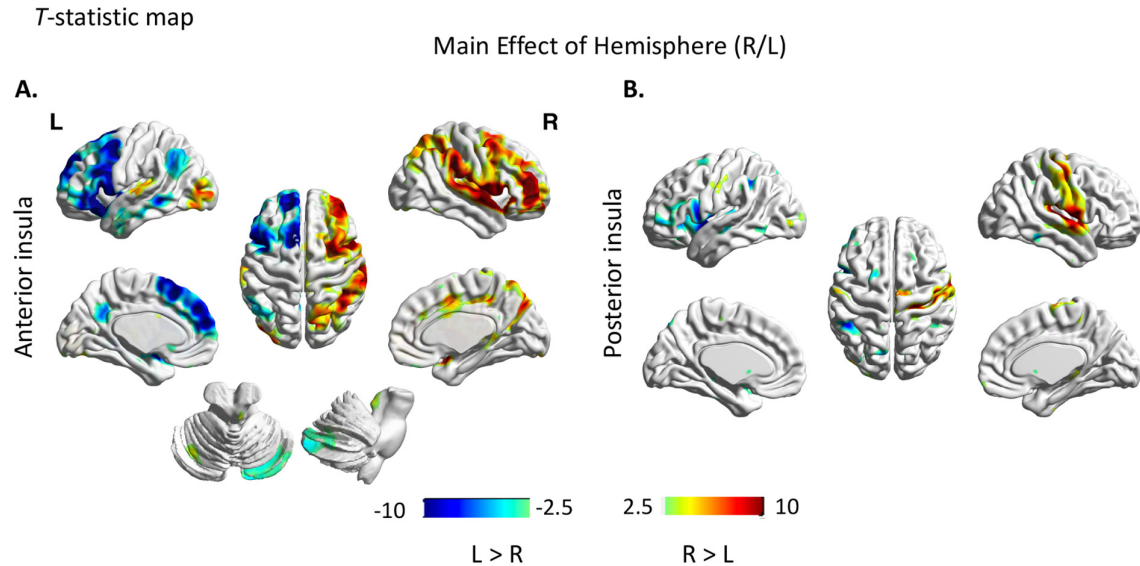 T-statistic map
Main Effect of Hemisphere (R/L)
A.
B.
L
R
Anterior insula
Posterior insula
-10
-2.5
2.5
10
L > R
R > L